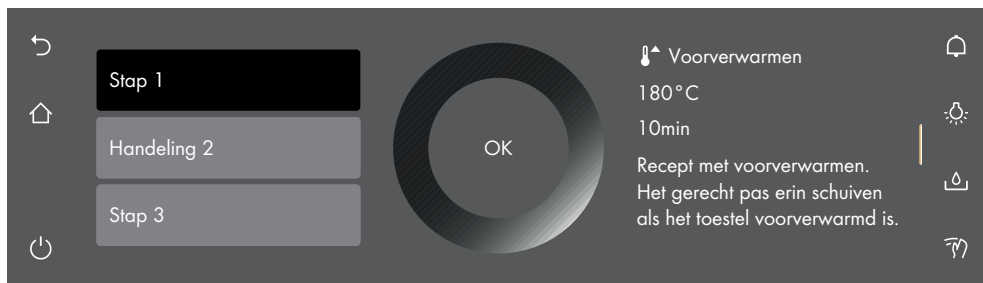 Stap 1
Handeling 2
Stap 3
OK
Voorverwarmen
180°C
10min
Recept met voorverwarmen.
Het gerecht pas erin schuiven
als het toestel voorverwarmd is.